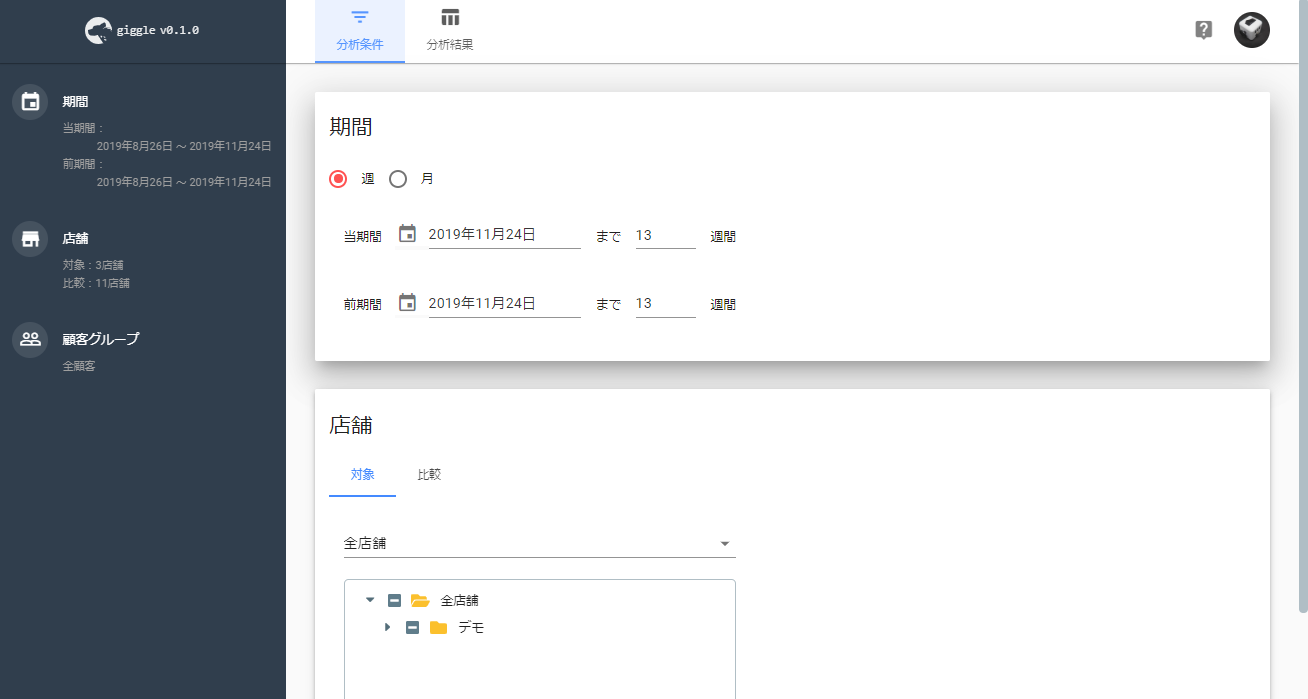 giggle v0.1.0
分析条件
分析結果
期間
当期間：
2019年8月26日 ～ 2019年11月24日
前期間：
2019年8月26日 ～ 2019年11月24日
店舗
対象：3店舗
比較：11店舗
顧客グループ
全顧客
期間
週 月
当期間 2019年11月24日 まで 13 週間
前期間 2019年11月24日 まで 13 週間
店舗
対象 比較
全店舗
全店舗
デモ